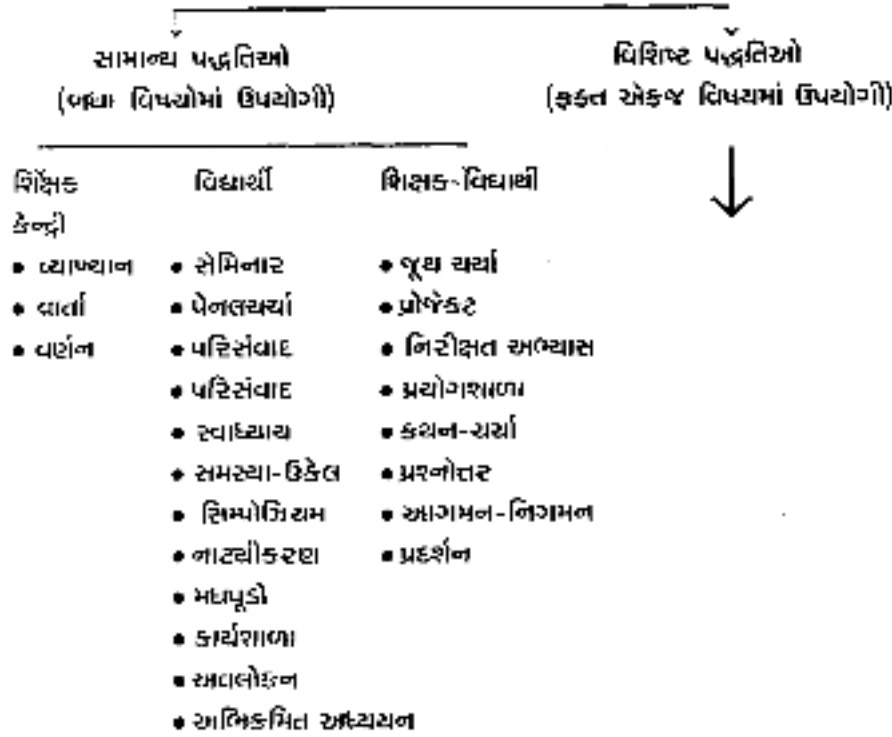 સામાન્ય પદ્ધતિઓ
(બધા વિષયોમાં ઉપયોગી)
વિશિષ્ટ પદ્ધતિઓ
(ફક્ત એકજ વિષયમાં ઉપયોગી)
શિક્ષક
કેન્દ્રી
• વ્યાખ્યાન
• વાર્તા
• વર્ણન
વિદ્યાર્થી
• સેમિનાર
• પેનલચર્ચા
• પરિસંવાદ
• પરિસંવાદ
• સ્વાધ્યાય
• સમસ્યા-ઉકેલ
• સિમ્પોઝિયમ
• નાટ્યીકરણ
• મધપૂડો
• કાર્યશાળા
• અવલોકન
• અભિક્રમિત અધ્યયન
શિક્ષક-વિદ્યાર્થી
• જૂથ ચર્ચા
• પ્રોજેક્ટ
• નિરીક્ષત અભ્યાસ
• પ્રયોગશાળા
• કથન-ચર્ચા
• પ્રશ્નોત્તર
• આગમન-નિગમન
• પ્રદર્શન